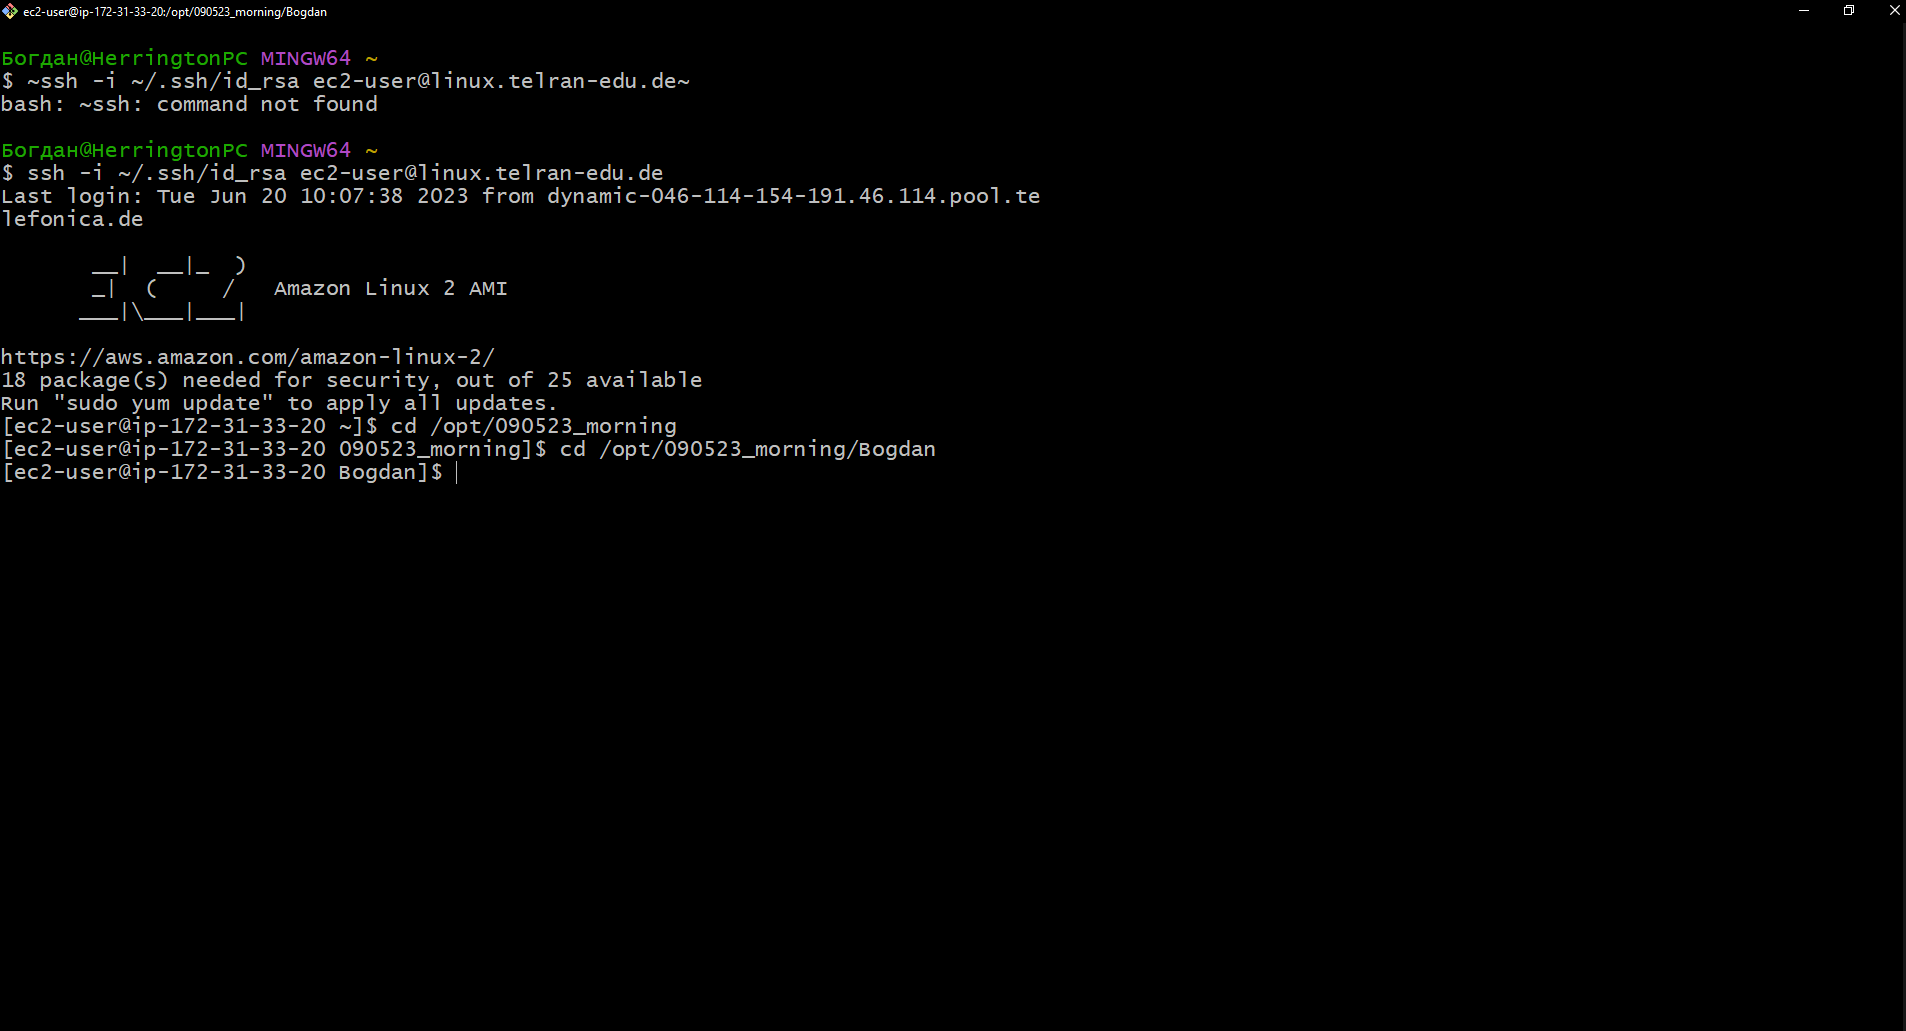 ec2-user@ip-172-31-33-20:/opt/090523_morning/Bogdan
Богдан@HerringtonPC MINGW64 ~
$ ~ssh -i ~/.ssh/id_rsa ec2-user@linux.telran-edu.de~
bash: ~ssh: command not found
Богдан@HerringtonPC MINGW64 ~
$ ssh -i ~/.ssh/id_rsa ec2-user@linux.telran-edu.de
Last login: Tue Jun 20 10:07:38 2023 from dynamic-046-114-154-191.46.114.pool.te
lefonica.de
       __|  __|_  )
       _|  (     /   Amazon Linux 2 AMI
      ___|\___|___|
https://aws.amazon.com/amazon-linux-2/
18 package(s) needed for security, out of 25 available
Run "sudo yum update" to apply all updates.
[ec2-user@ip-172-31-33-20 ~]$ cd /opt/090523_morning
[ec2-user@ip-172-31-33-20 090523_morning]$ cd /opt/090523_morning/Bogdan
[ec2-user@ip-172-31-33-20 Bogdan]$